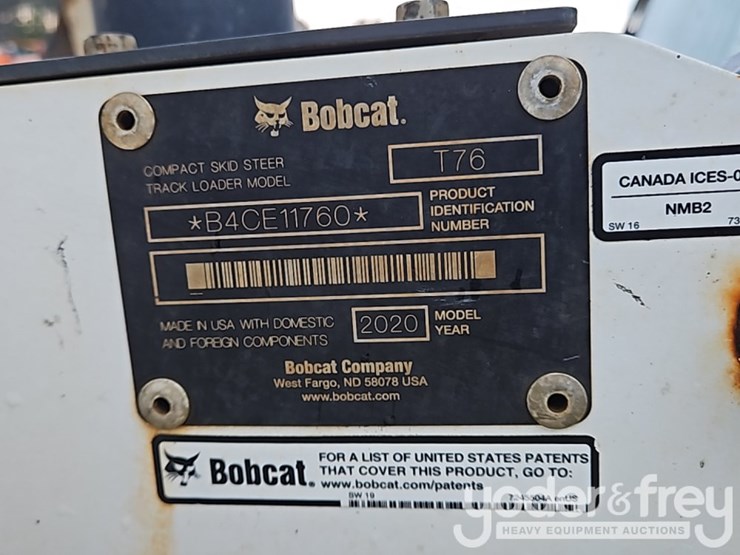 Bobcat.
COMPACT SKID STEER
TRACK LOADER MODEL
T76
*B4CE11760*
PRODUCT
IDENTIFICATION
NUMBER
MADE IN USA WITH DOMESTIC
AND FOREIGN COMPONENTS
2020
MODEL
YEAR
Bobcat Company
West Fargo, ND 58078 USA
www.bobcat.com
CANADA ICES-0
NMB2
SW 16
73
Bobcat.
FOR A LIST OF UNITED STATES PATENTS
THAT COVER THIS PRODUCT, GO TO:
www.bobcat.com/patents
SW 19
enUS
yoder&frey
HEAVY EQUIPMENT AUCTIONS